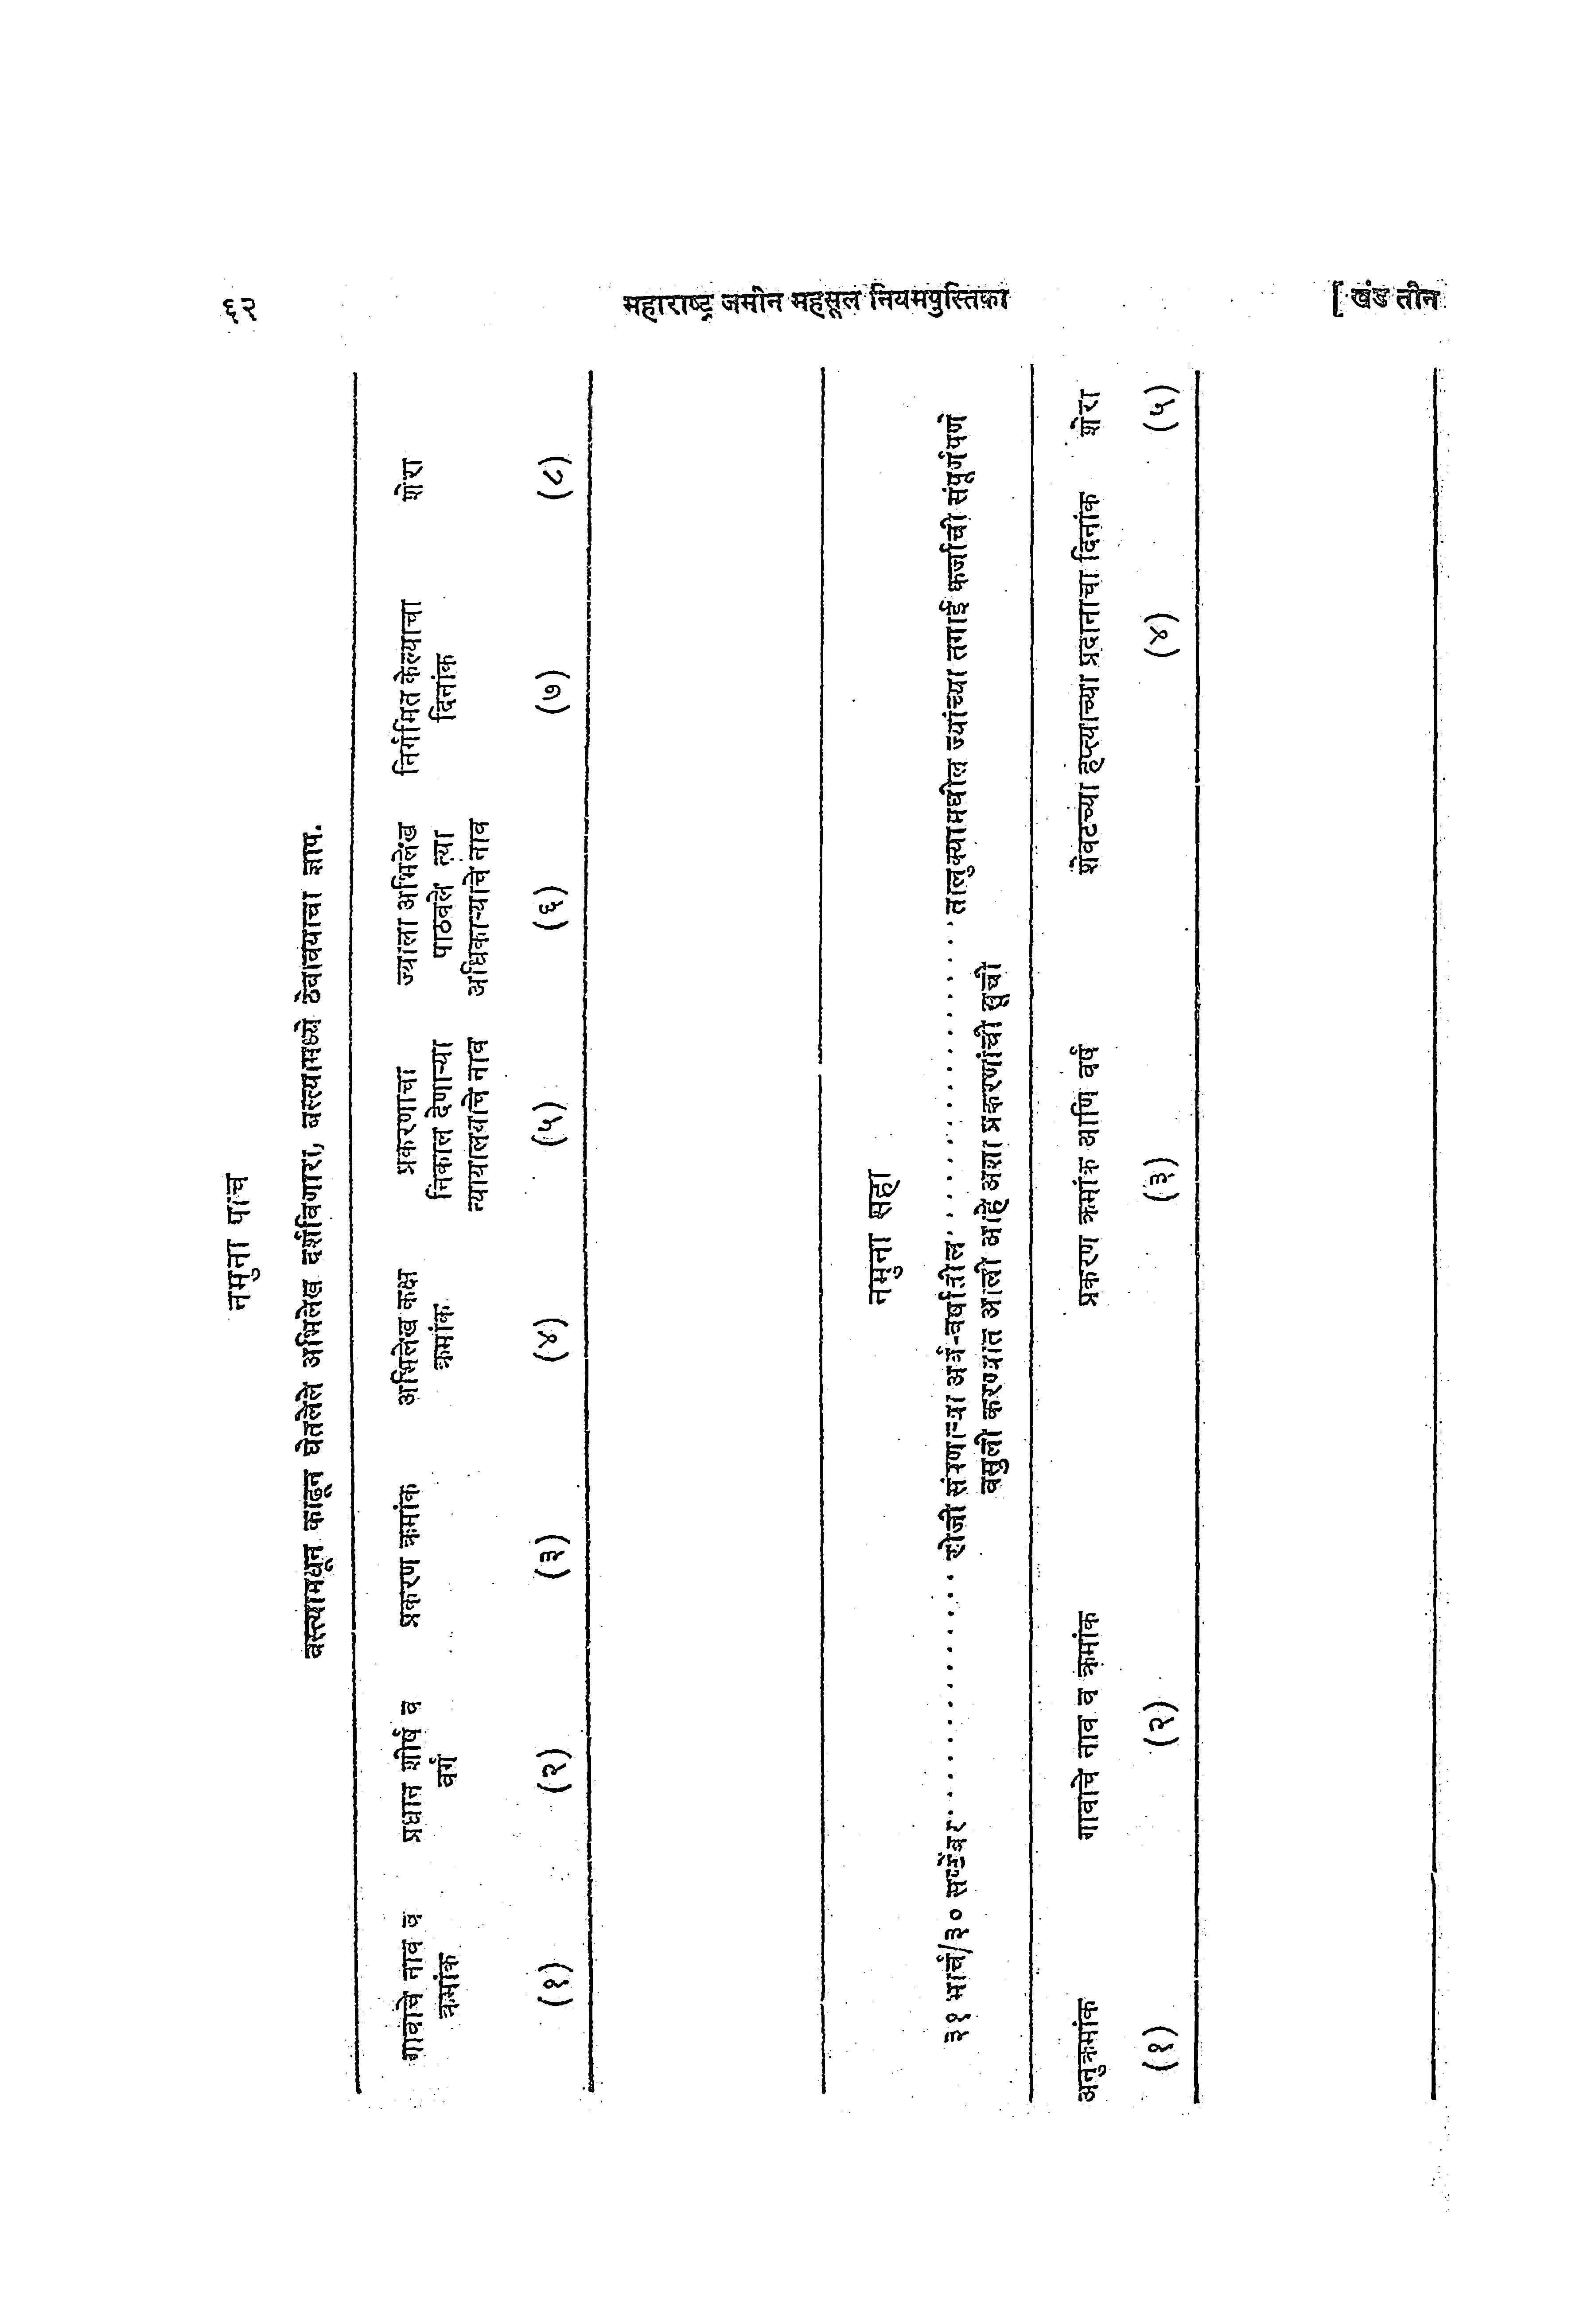 ६२
महाराष्ट्र जमीन महसूल नियमपुस्तिका
[ खंड तीन
नमुना पांच
बस्त्यामधून काढून घेतलेले अभिलेख दर्शविणारा, बस्त्यामध्ये ठेवावयाचा ज्ञाप.
गावाचे नाव व क्रमांक
(१)
प्रधान शीर्ष व वर्ग
(२)
प्रकरण क्रमांक
(३)
अभिलेख कक्ष क्रमांक
(४)
प्रकरणाचा निकाल देणाऱ्या न्यायालयाचे नाव
(५)
ज्याला अभिलेख पाठवले त्या अधिकाऱ्याचे नाव
(६)
निर्गमित केल्याचा दिनांक
(७)
शेरा
(८)
नमुना सहा
३१ मार्च/३० सप्टेंबर.................. रोजी संपणाऱ्या अर्ध-वर्षातील.....................तालुक्यामधील ज्यांच्या तगाई कर्जाची संपूर्णपणे
वसुली करण्यात आली आहे अशा प्रकरणांची सूची
अनुक्रमांक
(१)
गावाचे नाव व क्रमांक
(२)
प्रकरण क्रमांक आणि वर्ष
(३)
शेवटच्या हप्त्याच्या प्रदानाचा दिनांक
(४)
शेरा
(५)